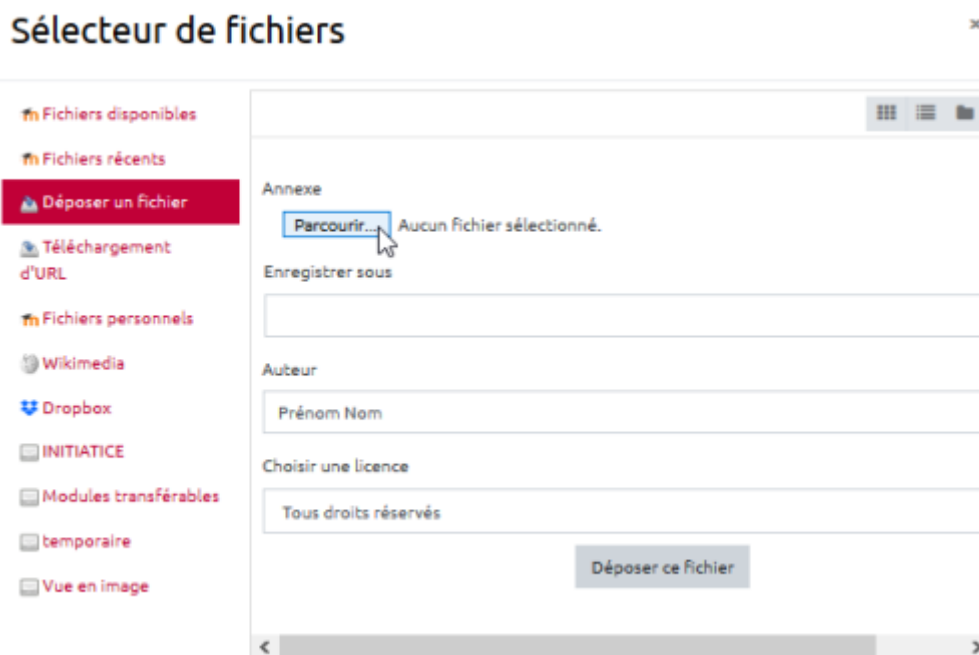 Sélecteur de fichiers
Fichiers disponibles
Fichiers récents
Déposer un fichier
Téléchargement
d'URL
Fichiers personnels
Wikimedia
Dropbox
INITIATICE
Modules transférables
temporaire
Vue en image
Annexe
Parcourir... Aucun fichier sélectionné.
Enregistrer sous
Auteur
Prénom Nom
Choisir une licence
Tous droits réservés
Déposer ce fichier